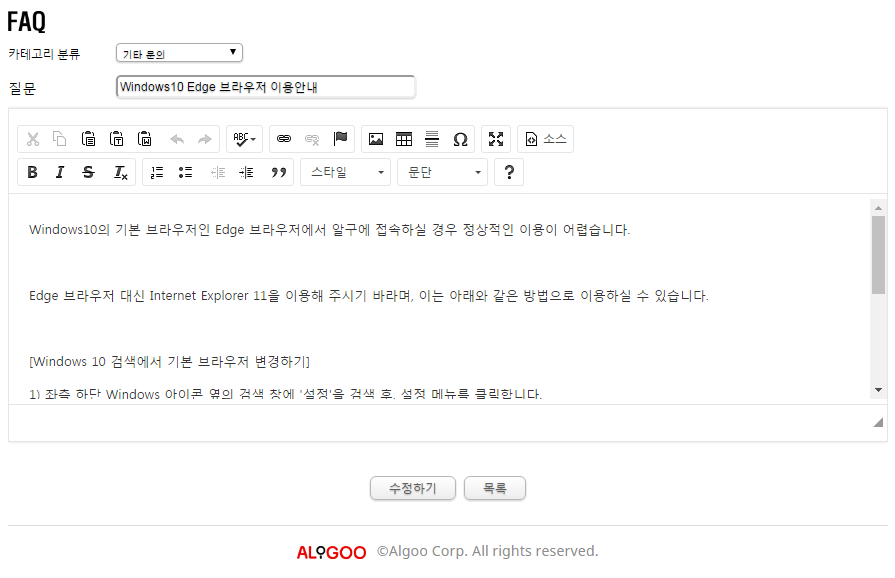 FAQ
카테고리 분류 기타 문의
질문 Windows10 Edge 브라우저 이용안내
ABC Ω 소스
B I S Tx 스타일 문단 ?
Windows10의 기본 브라우저인 Edge 브라우저에서 알구에 접속하실 경우 정상적인 이용이 어렵습니다.
Edge 브라우저 대신 Internet Explorer 11을 이용해 주시기 바라며, 이는 아래와 같은 방법으로 이용하실 수 있습니다.
[Windows 10 검색에서 기본 브라우저 변경하기]
1) 좌측 하단 Windows 아이콘 옆의 검색 창에 '설정'을 검색 후, 설정 메뉴를 클릭합니다.
수정하기 목록
ALGOO ©Algoo Corp. All rights reserved.